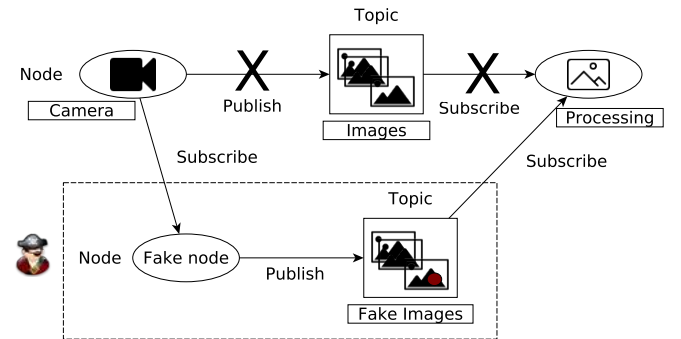 Topic
Node
Publish
Subscribe
Camera
Images
Processing
Subscribe
Subscribe
Topic
Node
Fake node
Publish
Fake Images